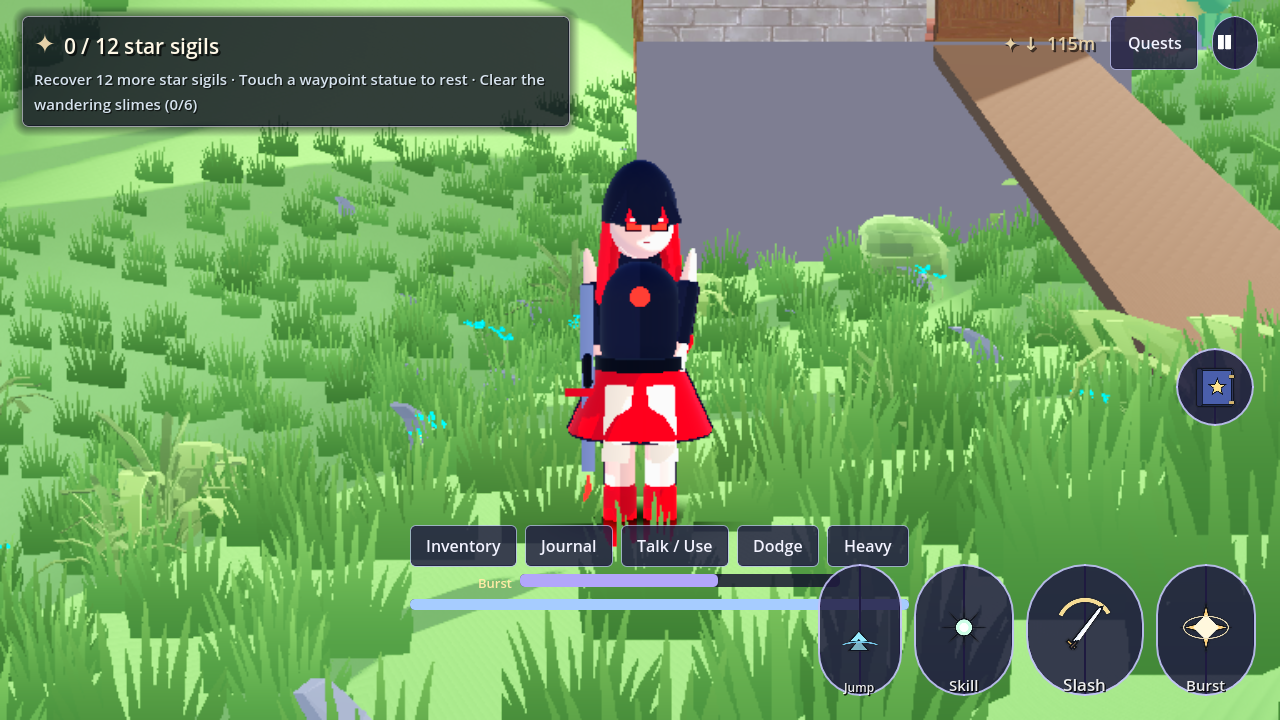 0 / 12 star sigils
Recover 12 more star sigils · Touch a waypoint statue to rest · Clear the
wandering slimes (0/6)
115m
Quests
Inventory
Journal
Talk / Use
Dodge
Heavy
Burst
Jump
Skill
Slash
Burst